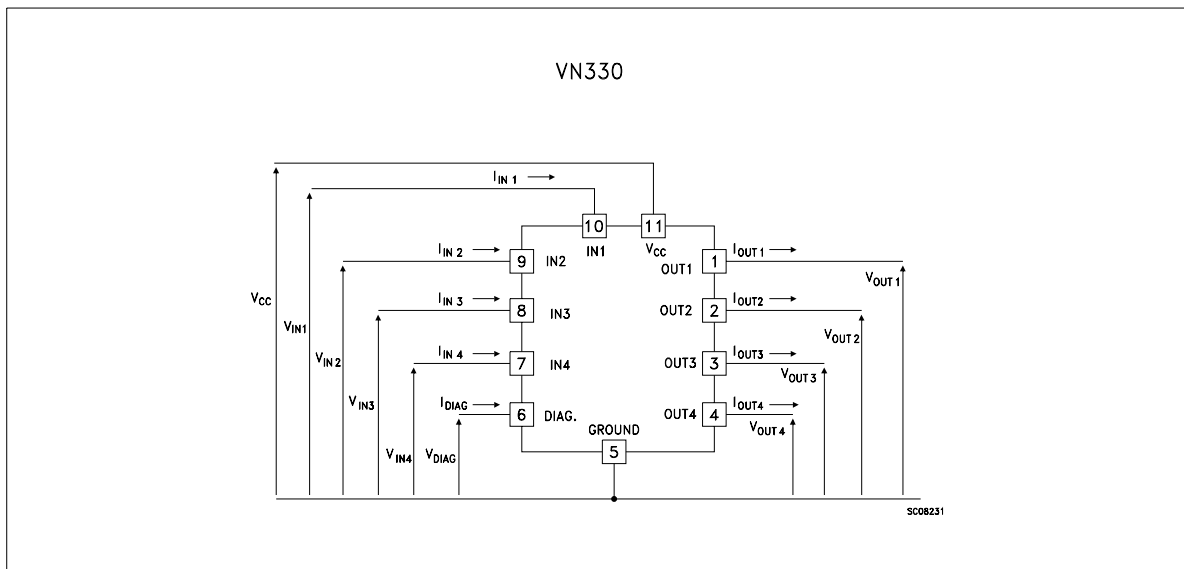 VN330
I_IN 1
10
11
IN1
V_CC
I_IN 2
9
IN2
OUT1
1
I_OUT1
V_OUT 1
V_CC
I_IN 3
8
IN3
OUT2
2
I_OUT2
V_IN1
V_OUT 2
V_IN 2
I_IN 4
7
IN4
OUT3
3
I_OUT3
V_OUT 3
V_IN3
I_DIAG
6
DIAG.
OUT4
4
I_OUT4
V_OUT 4
V_IN4
V_DIAG
GROUND
5
SC08231